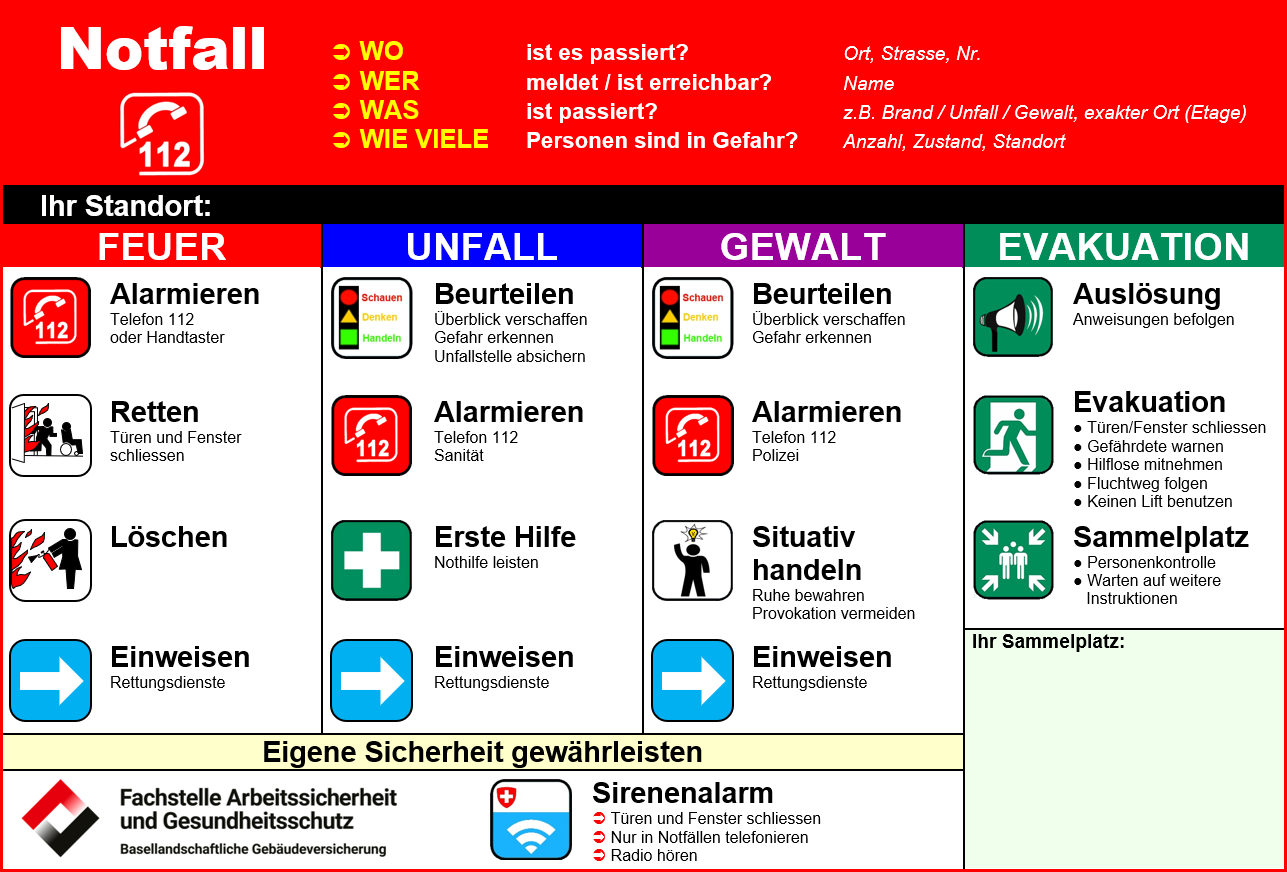 Notfall
112
➲ WO ist es passiert? Ort, Strasse, Nr.
➲ WER meldet / ist erreichbar? Name
➲ WAS ist passiert? z.B. Brand / Unfall / Gewalt, exakter Ort (Etage)
➲ WIE VIELE Personen sind in Gefahr? Anzahl, Zustand, Standort
Ihr Standort:
FEUER
112
Alarmieren
Telefon 112
oder Handtaster
Retten
Türen und Fenster
schliessen
Löschen
Einweisen
Rettungsdienste
UNFALL
Schauen
Denken
Handeln
Beurteilen
Überblick verschaffen
Gefahr erkennen
Unfallstelle absichern
112
Alarmieren
Telefon 112
Sanität
Erste Hilfe
Nothilfe leisten
Einweisen
Rettungsdienste
GEWALT
Schauen
Denken
Handeln
Beurteilen
Überblick verschaffen
Gefahr erkennen
112
Alarmieren
Telefon 112
Polizei
Situativ
handeln
Ruhe bewahren
Provokation vermeiden
Einweisen
Rettungsdienste
EVAKUATION
Auslösung
Anweisungen befolgen
Evakuation
● Türen/Fenster schliessen
● Gefährdete warnen
● Hilflose mitnehmen
● Fluchtweg folgen
● Keinen Lift benutzen
Sammelplatz
● Personenkontrolle
● Warten auf weitere
Instruktionen
Ihr Sammelplatz:
Eigene Sicherheit gewährleisten
Fachstelle Arbeitssicherheit
und Gesundheitsschutz
Basellandschaftliche Gebäudeversicherung
Sirenenalarm
➲ Türen und Fenster schliessen
➲ Nur in Notfällen telefonieren
➲ Radio hören